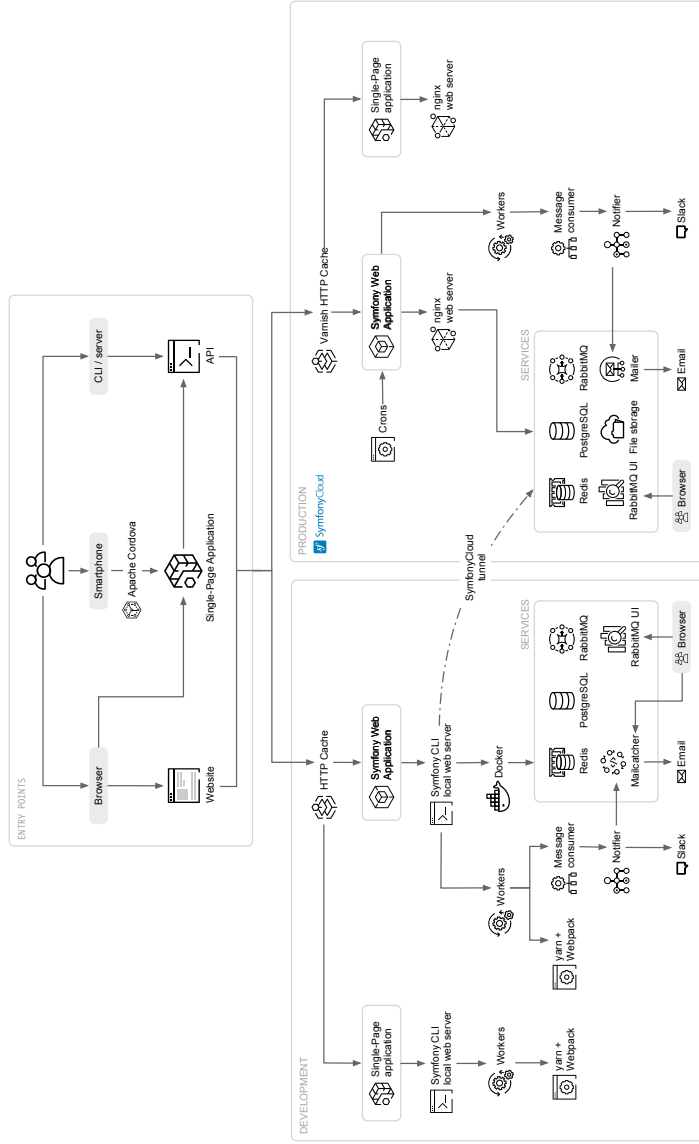 ENTRY POINTS
Browser
Smartphone
CLI / server
Apache Cordova
Website
Single-Page Application
API
DEVELOPMENT
HTTP Cache
Single-Page
application
Symfony Web
Application
Symfony CLI
local web server
Symfony CLI
local web server
Workers
Workers
Docker
yarn +
Webpack
yarn +
Webpack
Message
consumer
Notifier
Slack
SERVICES
Redis
PostgreSQL
RabbitMQ
Mailcatcher
RabbitMQ UI
Email
Browser
SymfonyCloud
tunnel
PRODUCTION
sf SymfonyCloud
Varnish HTTP Cache
Crons
Symfony Web
Application
Single-Page
application
nginx
web server
nginx
web server
Workers
Message
consumer
Notifier
Slack
SERVICES
Redis
PostgreSQL
RabbitMQ
RabbitMQ UI
File storage
Mailer
Browser
Email